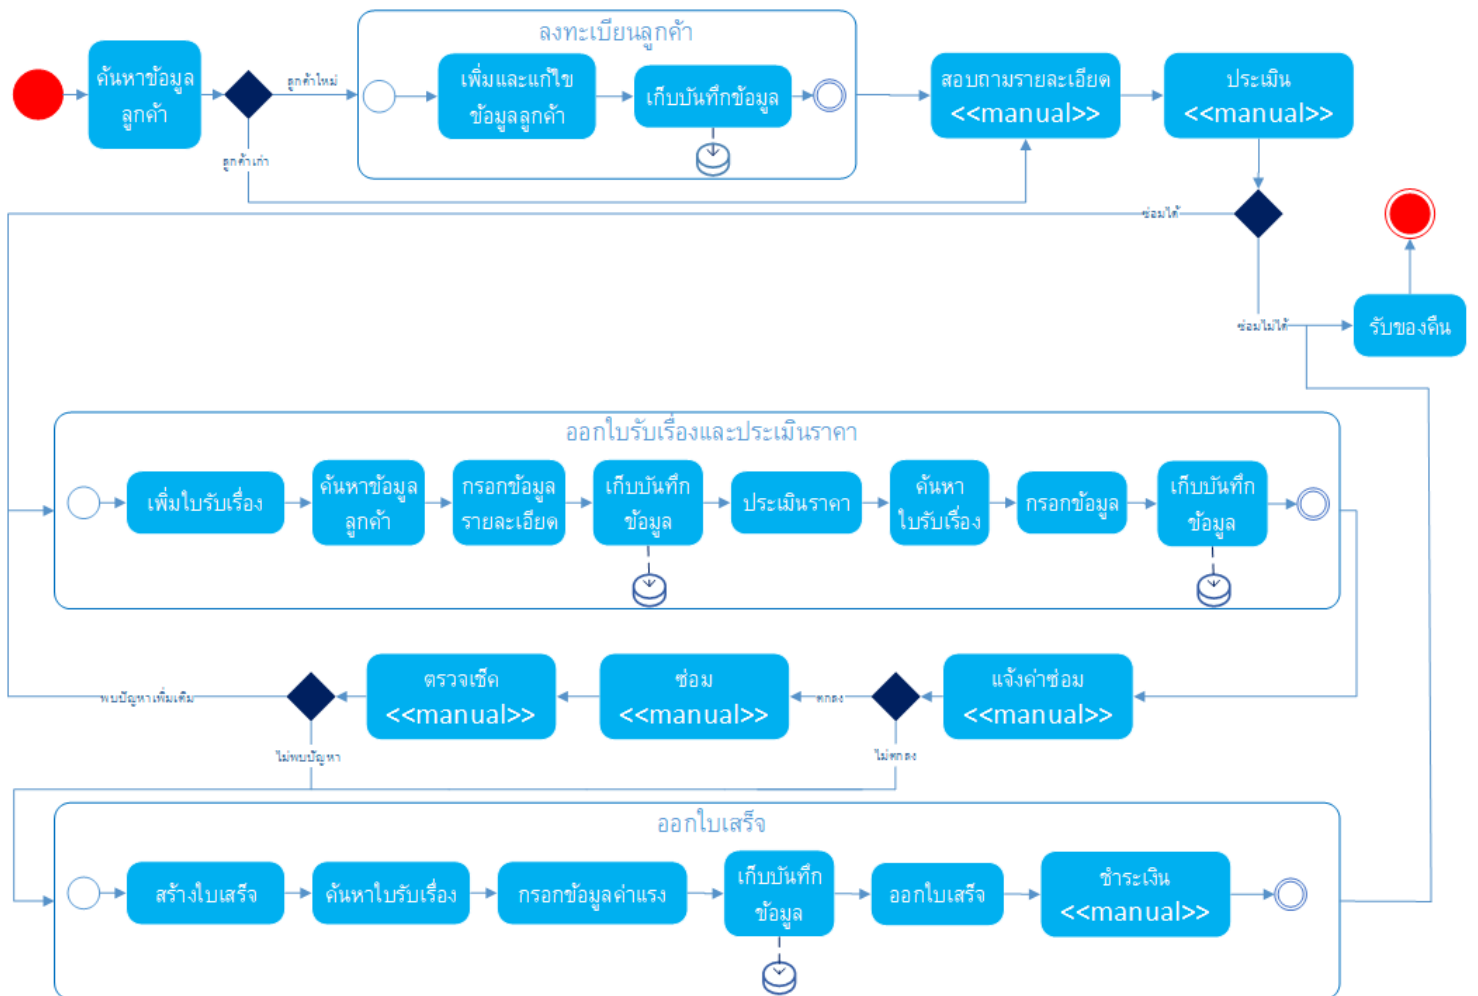 ลงทะเบียนลูกค้า
ค้นหาข้อมูล
ลูกค้า
ลูกค้าใหม่
เพิ่มและแก้ไข
ข้อมูลลูกค้า
เก็บบันทึกข้อมูล
สอบถามรายละเอียด
<<manual>>
ประเมิน
<<manual>>
ลูกค้าเก่า
ซ่อมได้
ซ่อมไม่ได้
รับของคืน
ออกใบรับเรื่องและประเมินราคา
เพิ่มใบรับเรื่อง
ค้นหาข้อมูล
ลูกค้า
กรอกข้อมูล
รายละเอียด
เก็บบันทึก
ข้อมูล
ประเมินราคา
ค้นหา
ใบรับเรื่อง
กรอกข้อมูล
เก็บบันทึก
ข้อมูล
พบปัญหาเพิ่มเติม
ตรวจเช็ค
<<manual>>
ซ่อม
<<manual>>
ตกลง
แจ้งค่าซ่อม
<<manual>>
ไม่พบปัญหา
ไม่ตกลง
ออกใบเสร็จ
สร้างใบเสร็จ
ค้นหาใบรับเรื่อง
กรอกข้อมูลค่าแรง
เก็บบันทึก
ข้อมูล
ออกใบเสร็จ
ชำระเงิน
<<manual>>